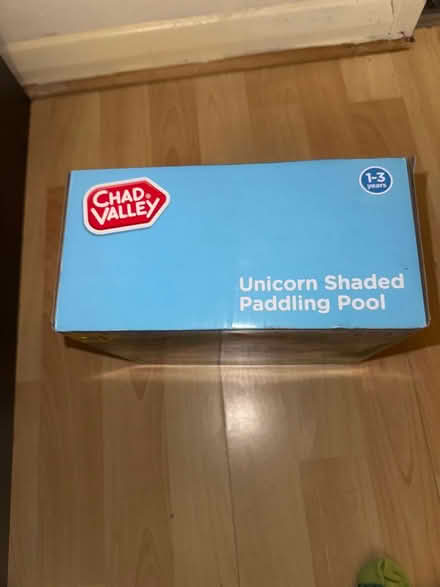 CHAD
VALLEY®
1-3
years
Unicorn Shaded
Paddling Pool